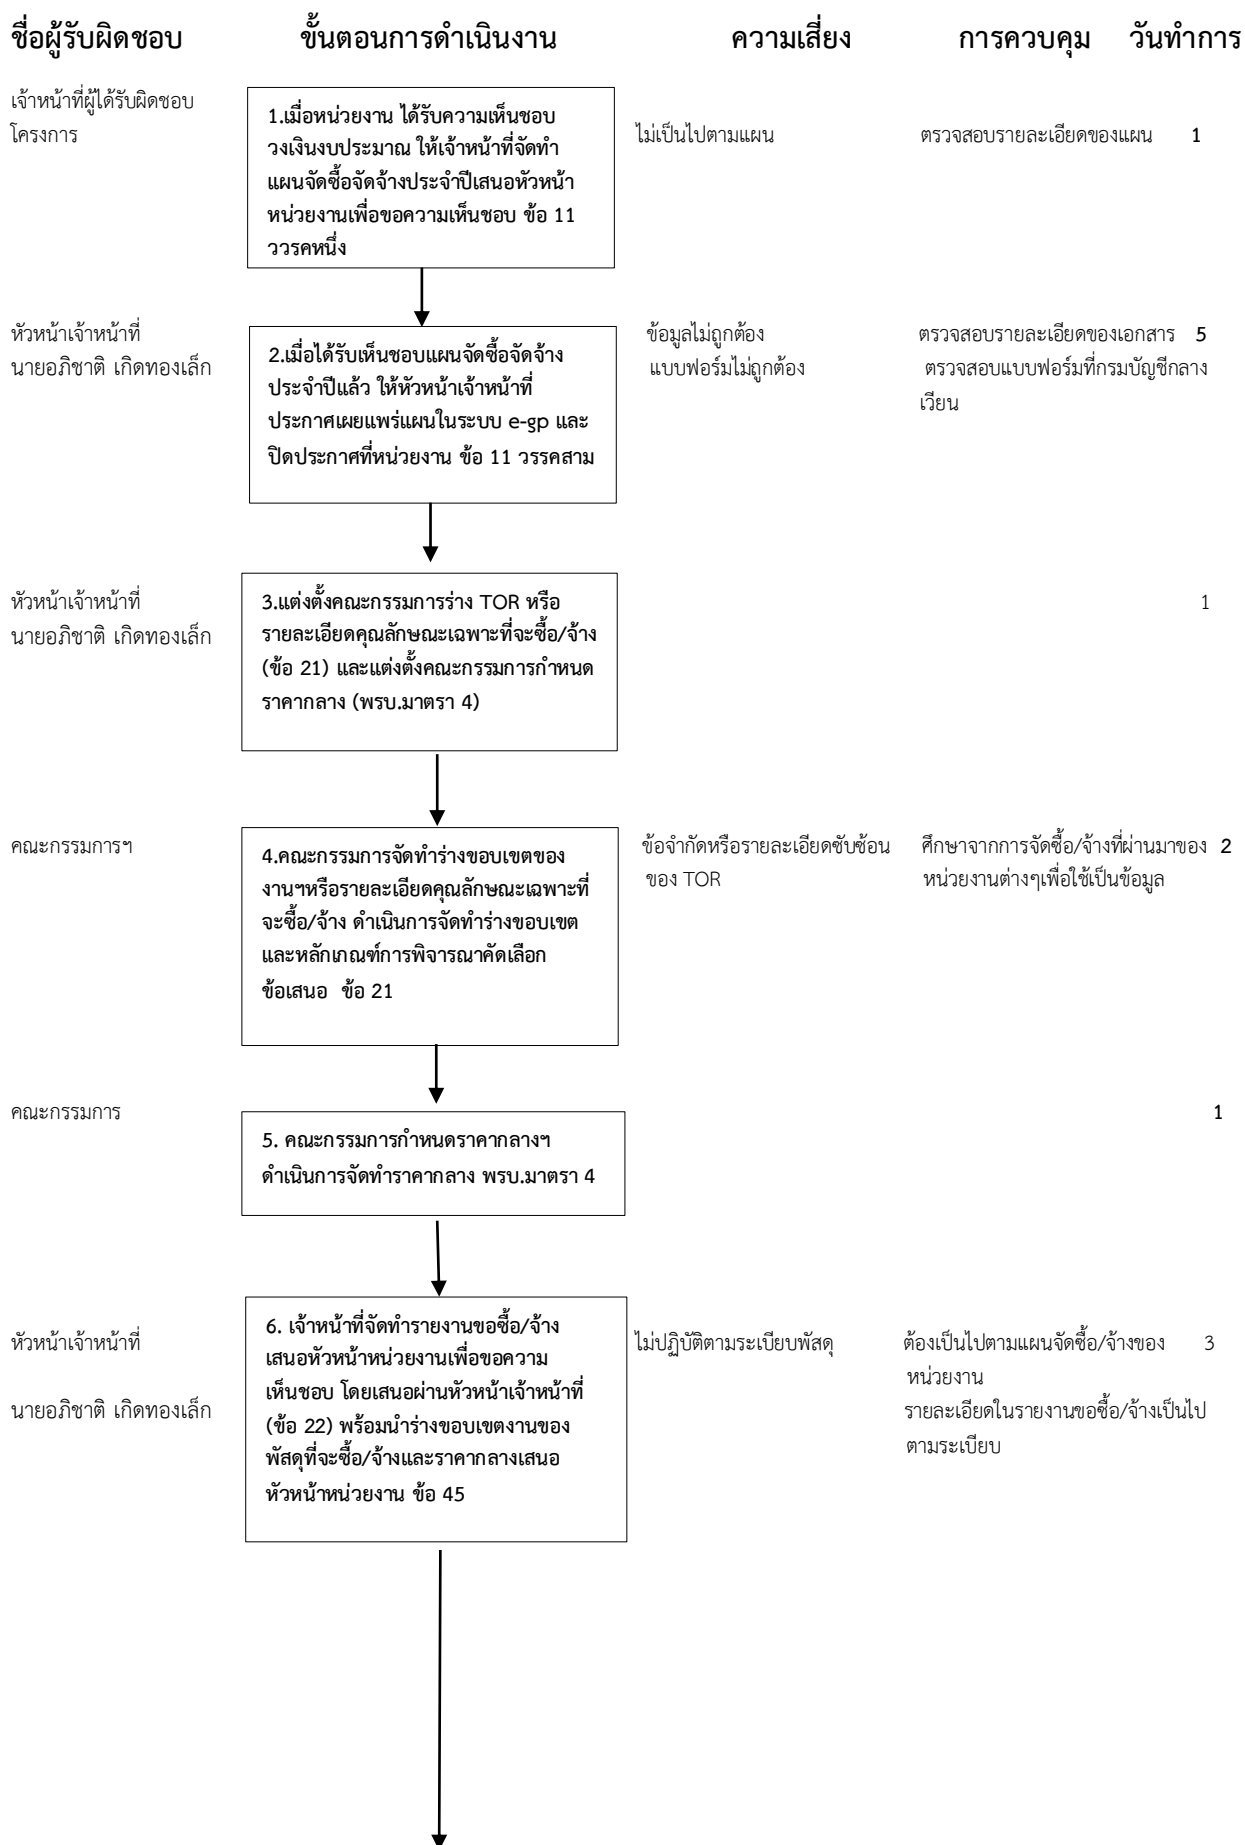 ชื่อผู้รับผิดชอบ ขั้นตอนการดำเนินงาน ความเสี่ยง การควบคุม วันทำการ
เจ้าหน้าที่ผู้ได้รับผิดชอบ
โครงการ
1.เมื่อหน่วยงาน ได้รับความเห็นชอบ
วงเงินงบประมาณ ให้เจ้าหน้าที่จัดทำ
แผนจัดซื้อจัดจ้างประจำปีเสนอหัวหน้า
หน่วยงานเพื่อขอความเห็นชอบ ข้อ 11
ววรคหนึ่ง
ไม่เป็นไปตามแผน
ตรวจสอบรายละเอียดของแผน 1
หัวหน้าเจ้าหน้าที่
นายอภิชาติ เกิดทองเล็ก
2.เมื่อได้รับเห็นชอบแผนจัดซื้อจัดจ้าง
ประจำปีแล้ว ให้หัวหน้าเจ้าหน้าที่
ประกาศเผยแพร่แผนในระบบ e-gp และ
ปิดประกาศที่หน่วยงาน ข้อ 11 วรรคสาม
ข้อมูลไม่ถูกต้อง
แบบฟอร์มไม่ถูกต้อง
ตรวจสอบรายละเอียดของเอกสาร 5
ตรวจสอบแบบฟอร์มที่กรมบัญชีกลาง
เวียน
หัวหน้าเจ้าหน้าที่
นายอภิชาติ เกิดทองเล็ก
3.แต่งตั้งคณะกรรมการร่าง TOR หรือ
รายละเอียดคุณลักษณะเฉพาะที่จะซื้อ/จ้าง
(ข้อ 21) และแต่งตั้งคณะกรรมการกำหนด
ราคากลาง (พรบ.มาตรา 4)
1
คณะกรรมการฯ
4.คณะกรรมการจัดทำร่างขอบเขตของ
งานฯหรือรายละเอียดคุณลักษณะเฉพาะที่
จะซื้อ/จ้าง ดำเนินการจัดทำร่างขอบเขต
และหลักเกณฑ์การพิจารณาคัดเลือก
ข้อเสนอ ข้อ 21
ข้อจำกัดหรือรายละเอียดซับซ้อน
ของ TOR
ศึกษาจากการจัดซื้อ/จ้างที่ผ่านมาของ 2
หน่วยงานต่างๆเพื่อใช้เป็นข้อมูล
คณะกรรมการ
5. คณะกรรมการกำหนดราคากลางฯ
ดำเนินการจัดทำราคากลาง พรบ.มาตรา 4
1
หัวหน้าเจ้าหน้าที่
นายอภิชาติ เกิดทองเล็ก
6. เจ้าหน้าที่จัดทำรายงานขอซื้อ/จ้าง
เสนอหัวหน้าหน่วยงานเพื่อขอความ
เห็นชอบ โดยเสนอผ่านหัวหน้าเจ้าหน้าที่
(ข้อ 22) พร้อมนำร่างขอบเขตงานของ
พัสดุที่จะซื้อ/จ้างและราคากลางเสนอ
หัวหน้าหน่วยงาน ข้อ 45
ไม่ปฏิบัติตามระเบียบพัสดุ
ต้องเป็นไปตามแผนจัดซื้อ/จ้างของ 3
หน่วยงาน
รายละเอียดในรายงานขอซื้อ/จ้างเป็นไป
ตามระเบียบ